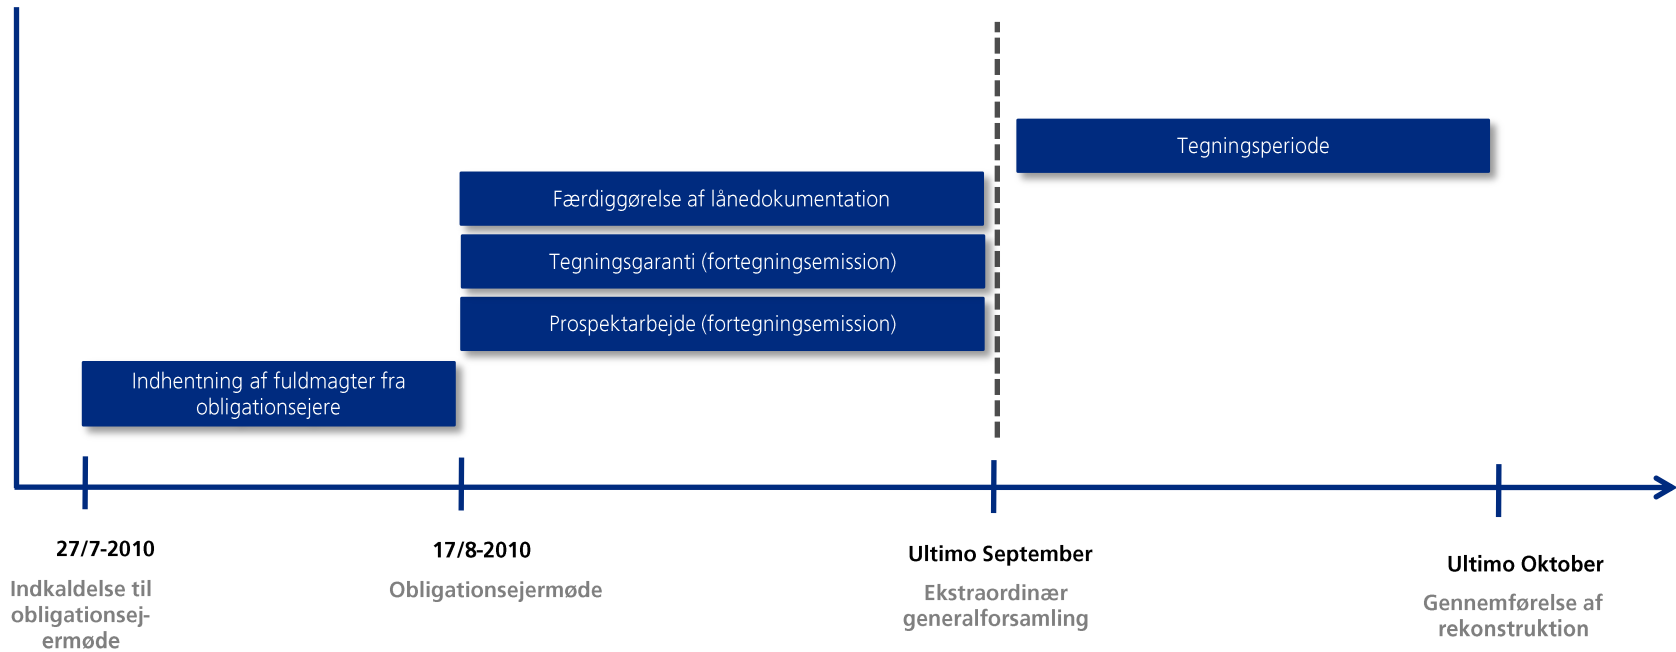 Tegningsperiode
Færdiggørelse af lånedokumentation
Tegningsgaranti (fortegningsemission)
Prospektarbejde (fortegningsemission)
Indhentning af fuldmagter fra
obligationsejere
27/7-2010
Indkaldelse til
obligationsej-
ermøde
17/8-2010
Obligationsejermøde
Ultimo September
Ekstraordinær
generalforsamling
Ultimo Oktober
Gennemførelse af
rekonstruktion